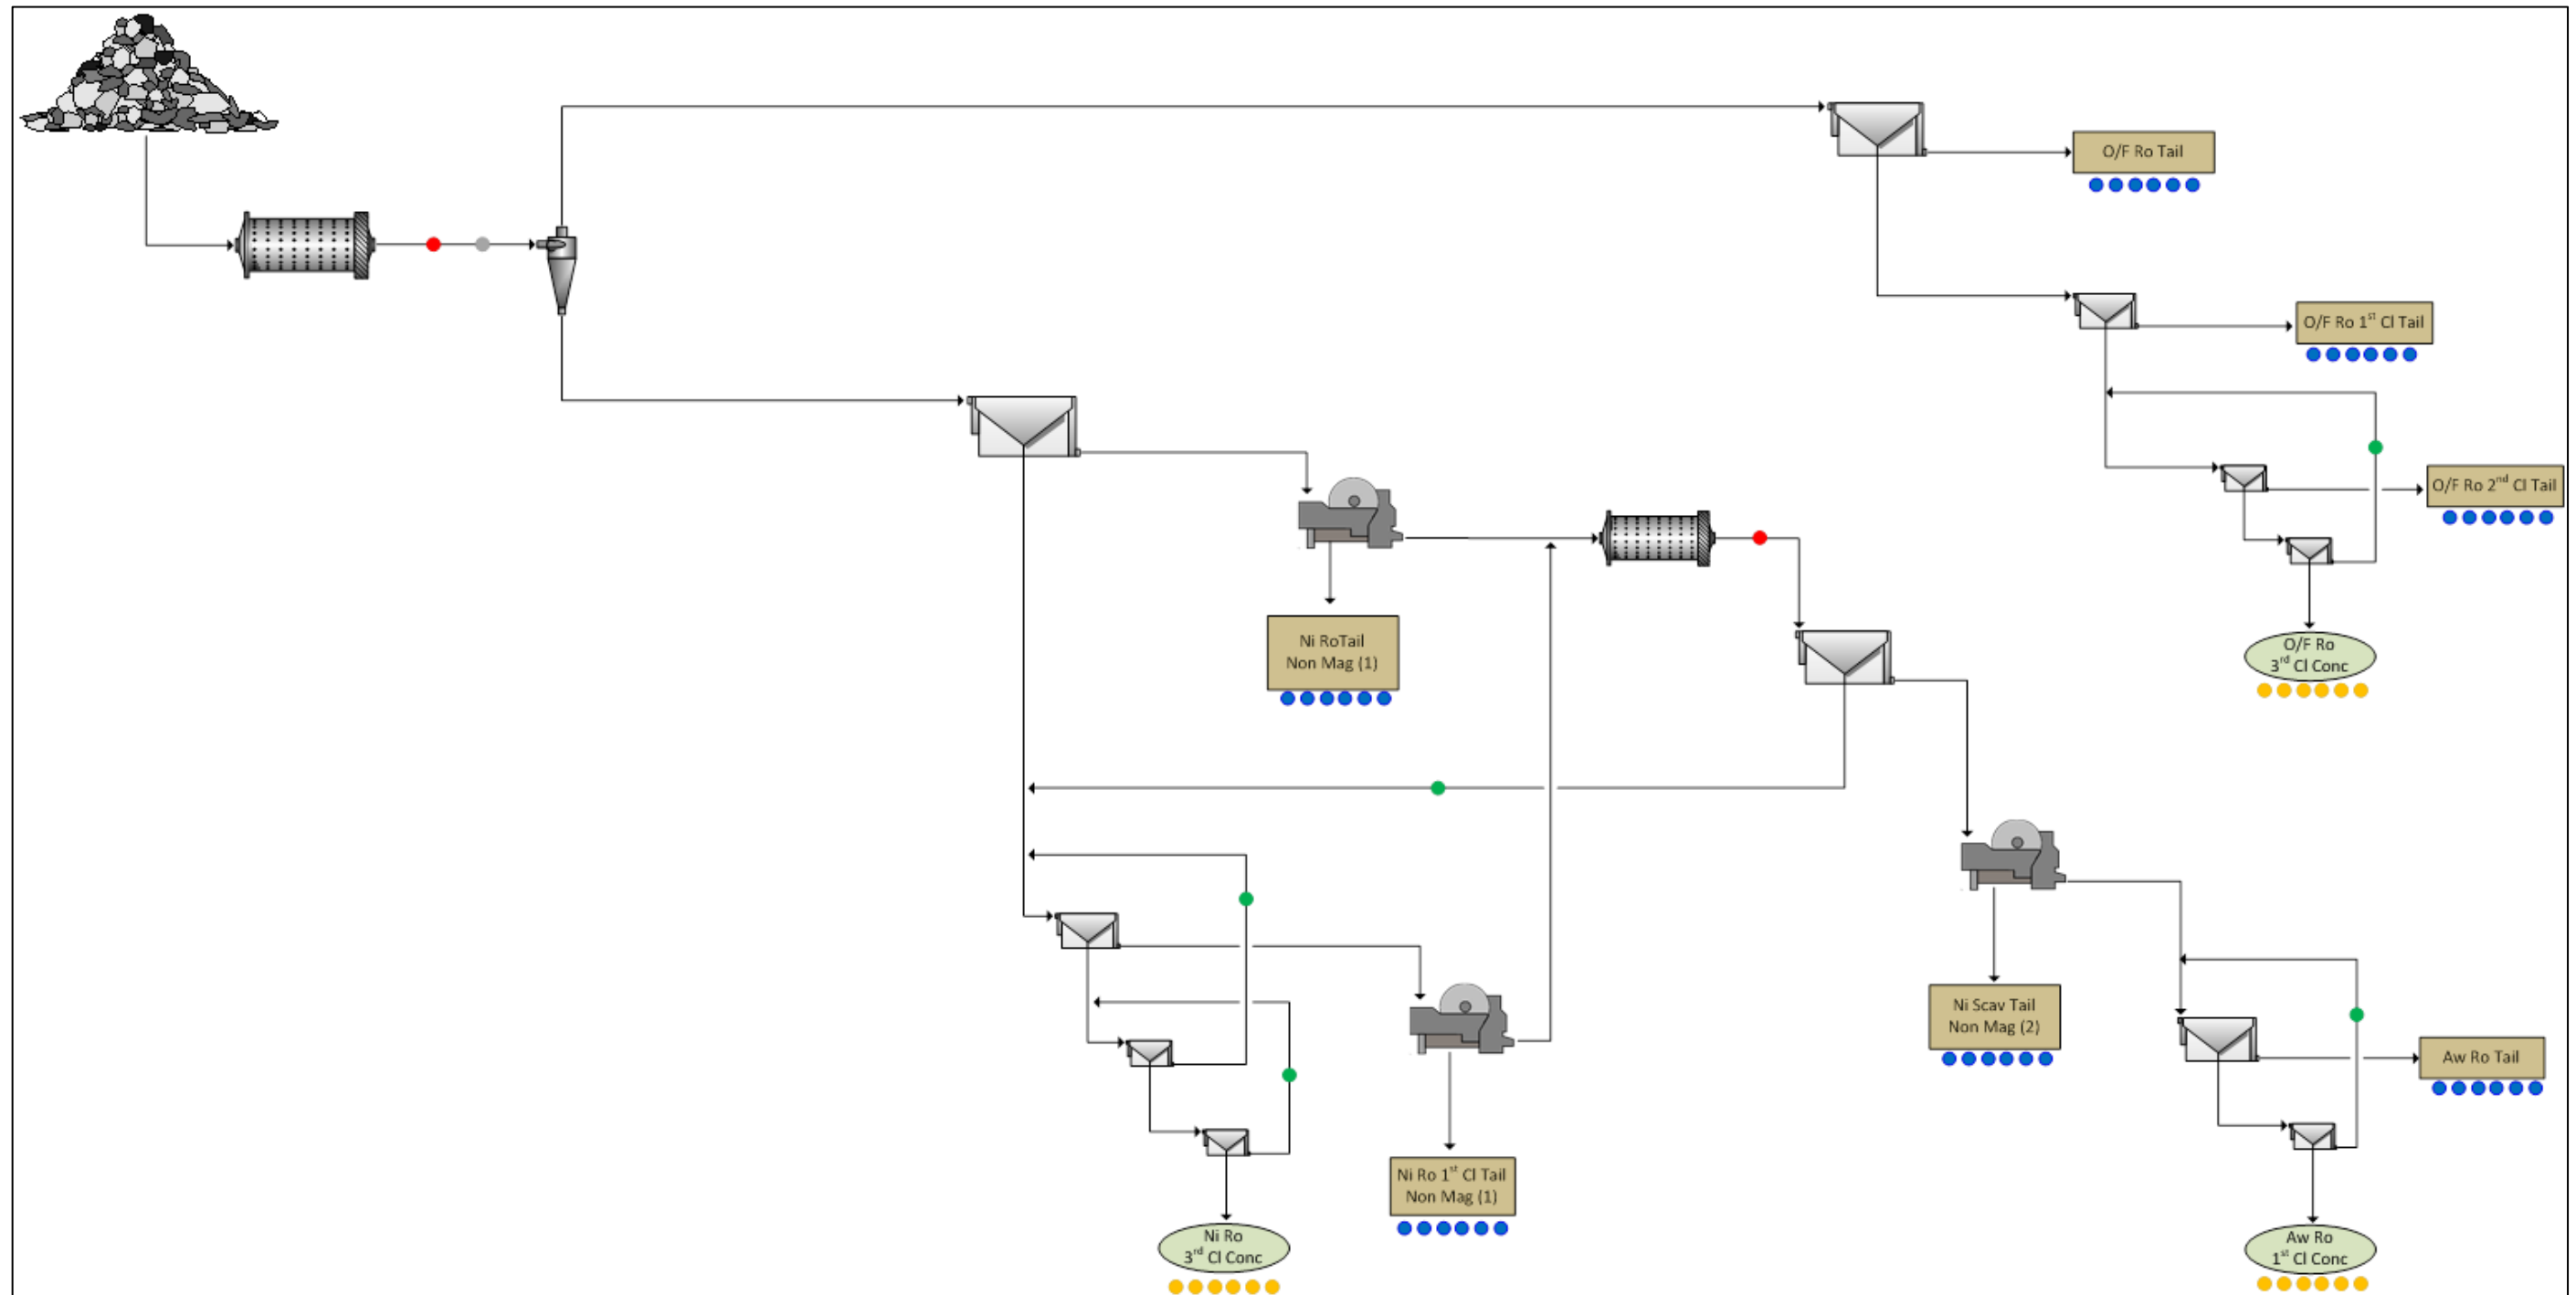 O/F Ro Tail
O/F Ro 1st Cl Tail
O/F Ro 2nd Cl Tail
O/F Ro
3rd Cl Conc
Ni RoTail
Non Mag (1)
Ni Scav Tail
Non Mag (2)
Aw Ro Tail
Ni Ro 1st Cl Tail
Non Mag (1)
Ni Ro
3rd Cl Conc
Aw Ro
1st Cl Conc